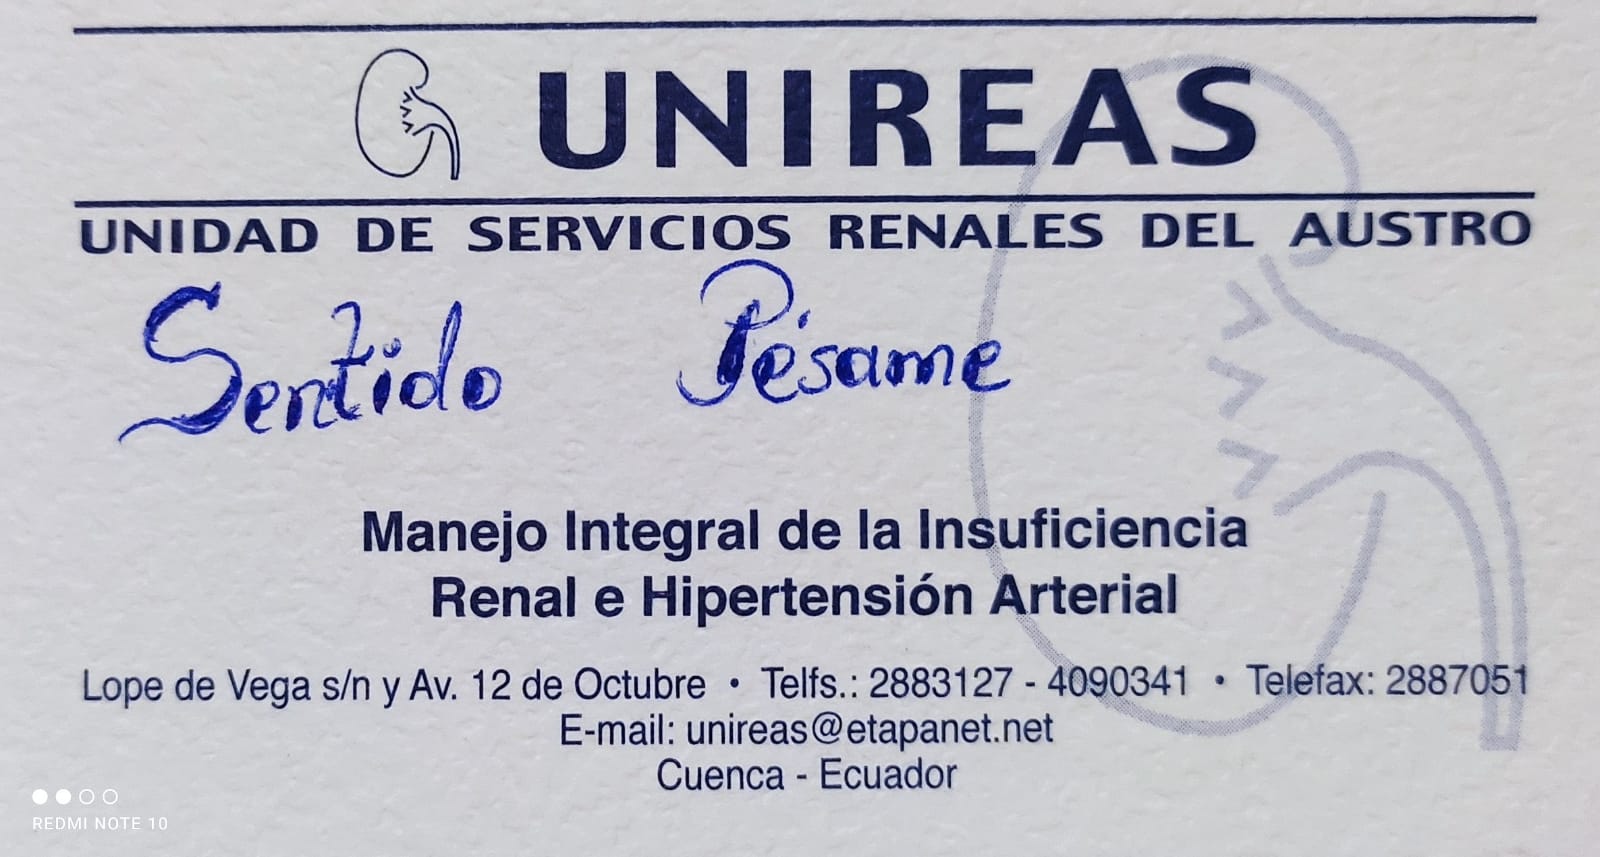 UNIREAS
UNIDAD DE SERVICIOS RENALES DEL AUSTRO
Sentido Pésame
Manejo Integral de la Insuficiencia
Renal e Hipertensión Arterial
Lope de Vega s/n y Av. 12 de Octubre • Telfs.: 2883127 - 4090341 • Telefax: 2887051
E-mail: unireas@etapanet.net
Cuenca - Ecuador
REDMI NOTE 10